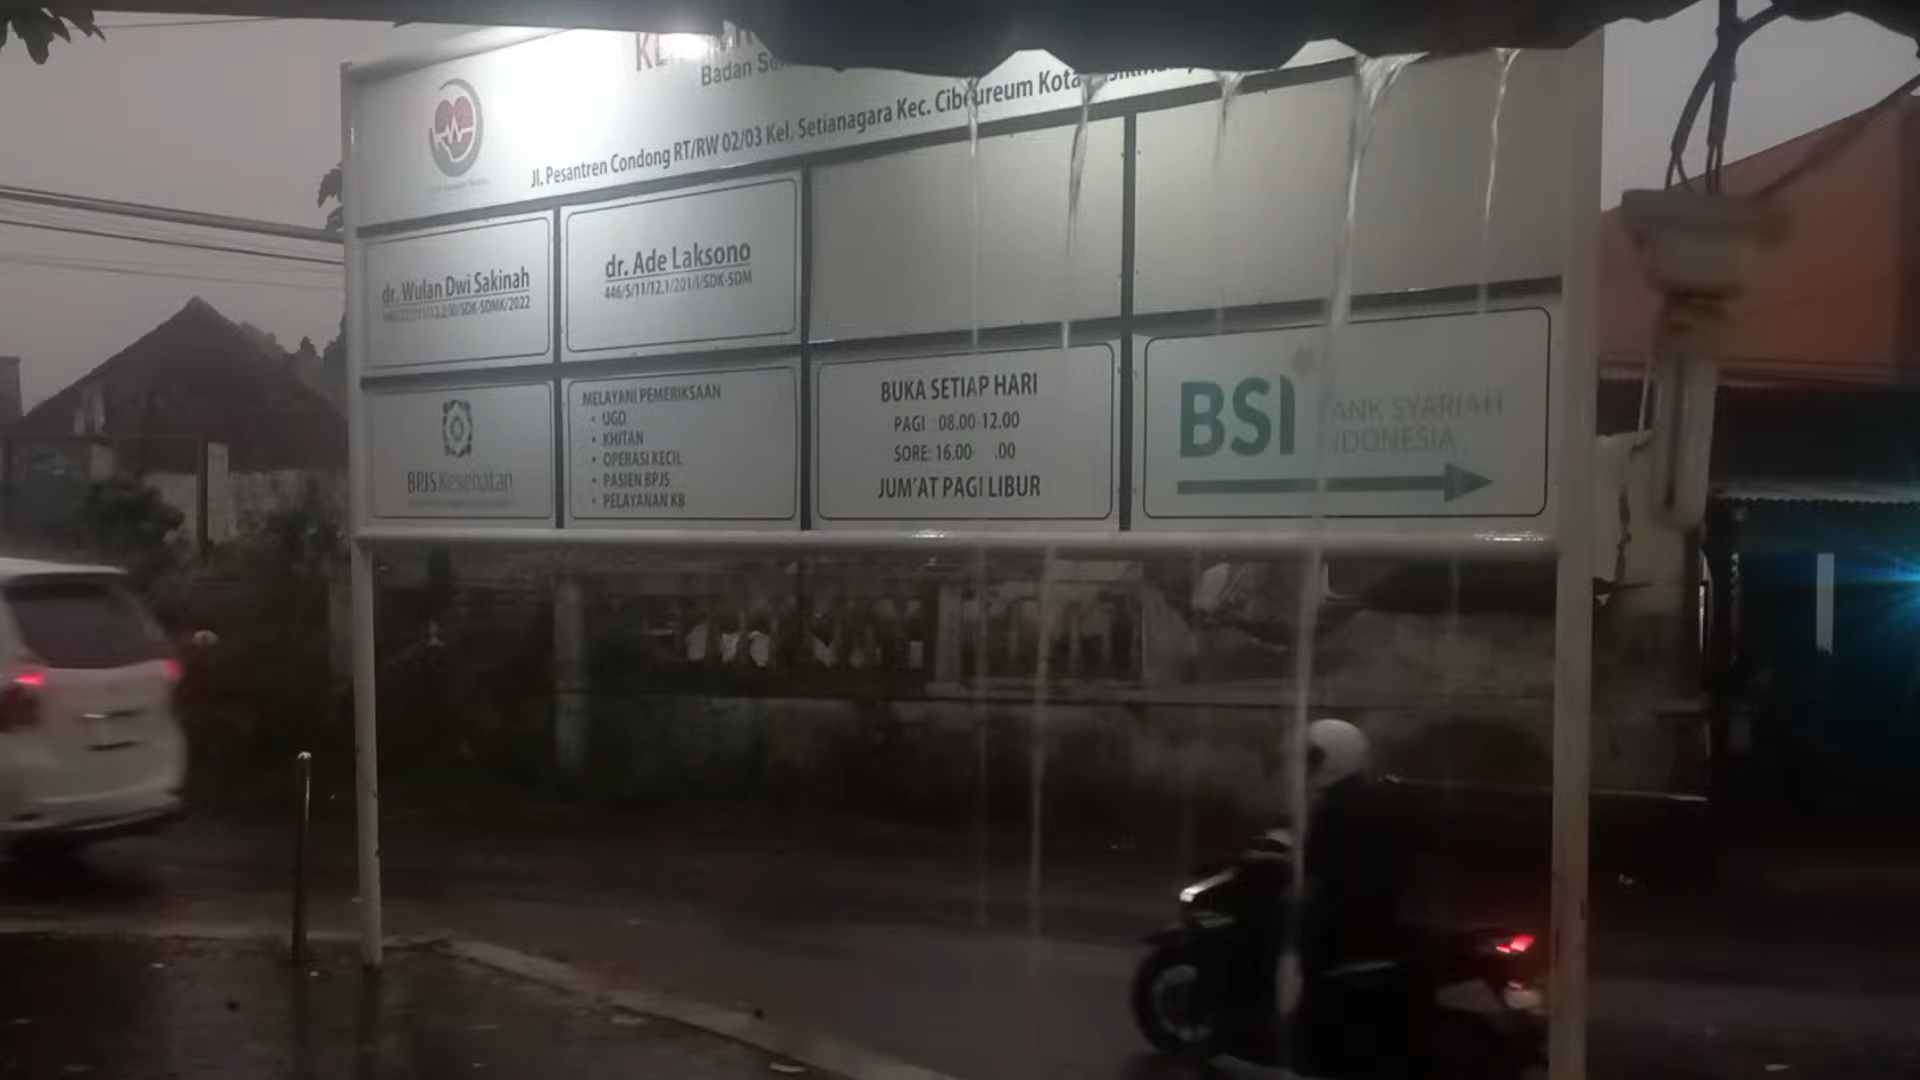 Badan
Jl. Pesantren Condong RT/RW 02/03 Kel. Setianagara Kec. Cibeureum Kota
dr. Wulan Dwi Sakinah
dr. Ade Laksono
446/5/11/12.1/201/I/SDK-SDM
BPJS Kesehatan
MELAYANI PEMERIKSAAN
• UGD
• KHITAN
• OPERASI KECIL
• PASIEN BPJS
• PELAYANAN KB
BUKA SETIAP HARI
PAGI : 08.00-12.00
SORE: 16.00 .00
JUM'AT PAGI LIBUR
BSI
SYARIAH